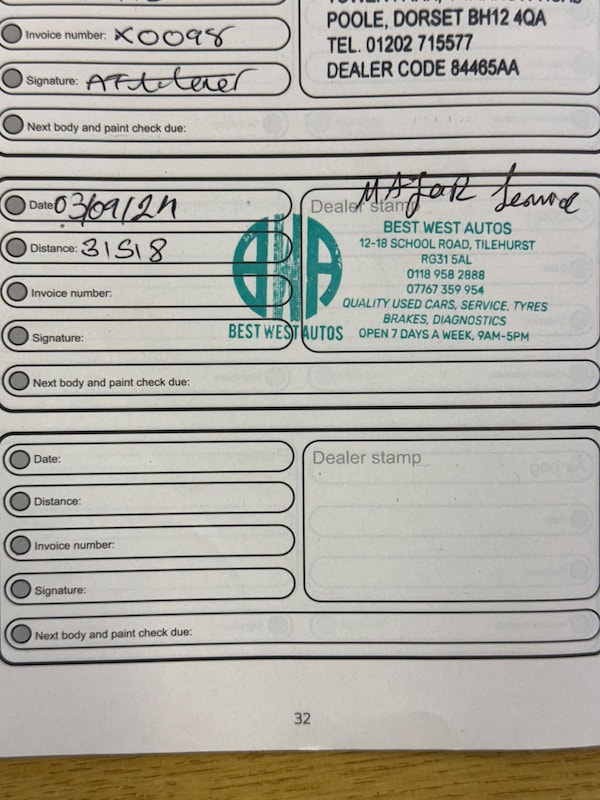 Invoice number: X0098
POOLE, DORSET BH12 4QA
TEL. 01202 715577
Signature:
DEALER CODE 84465AA
Next body and paint check due:
Date: 03/09/24
Dealer stamp
MAJOR Service
Distance: 31518
BEST WEST AUTOS
12-18 SCHOOL ROAD, TILEHURST
RG31 5AL
0118 958 2888
07767 359 954
QUALITY USED CARS, SERVICE, TYRES
BRAKES, DIAGNOSTICS
OPEN 7 DAYS A WEEK, 9AM-5PM
BEST WEST AUTOS
Invoice number:
Signature:
Next body and paint check due:
Date:
Dealer stamp
Distance:
Invoice number:
Signature:
Next body and paint check due:
32